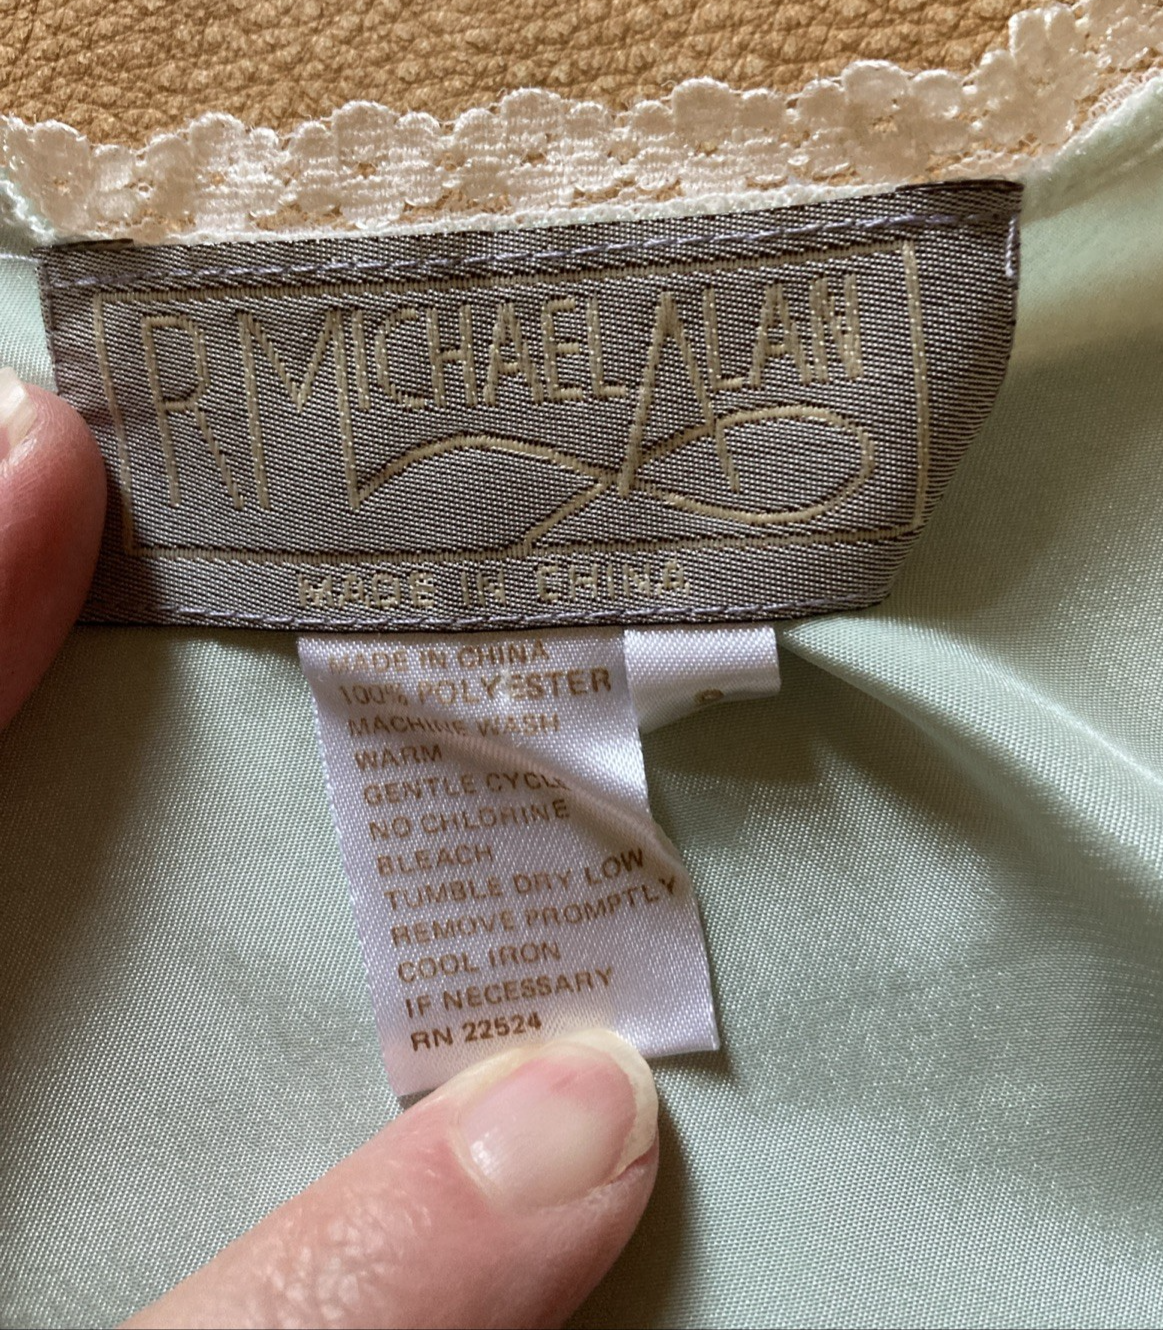 R MICHAEL ALAN
MADE IN CHINA
MADE IN CHINA
100% POLYESTER
MACHINE WASH
WARM
GENTLE CYCLE
NO CHLORINE
BLEACH
TUMBLE DRY LOW
REMOVE PROMPTLY
COOL IRON
IF NECESSARY
RN 22524